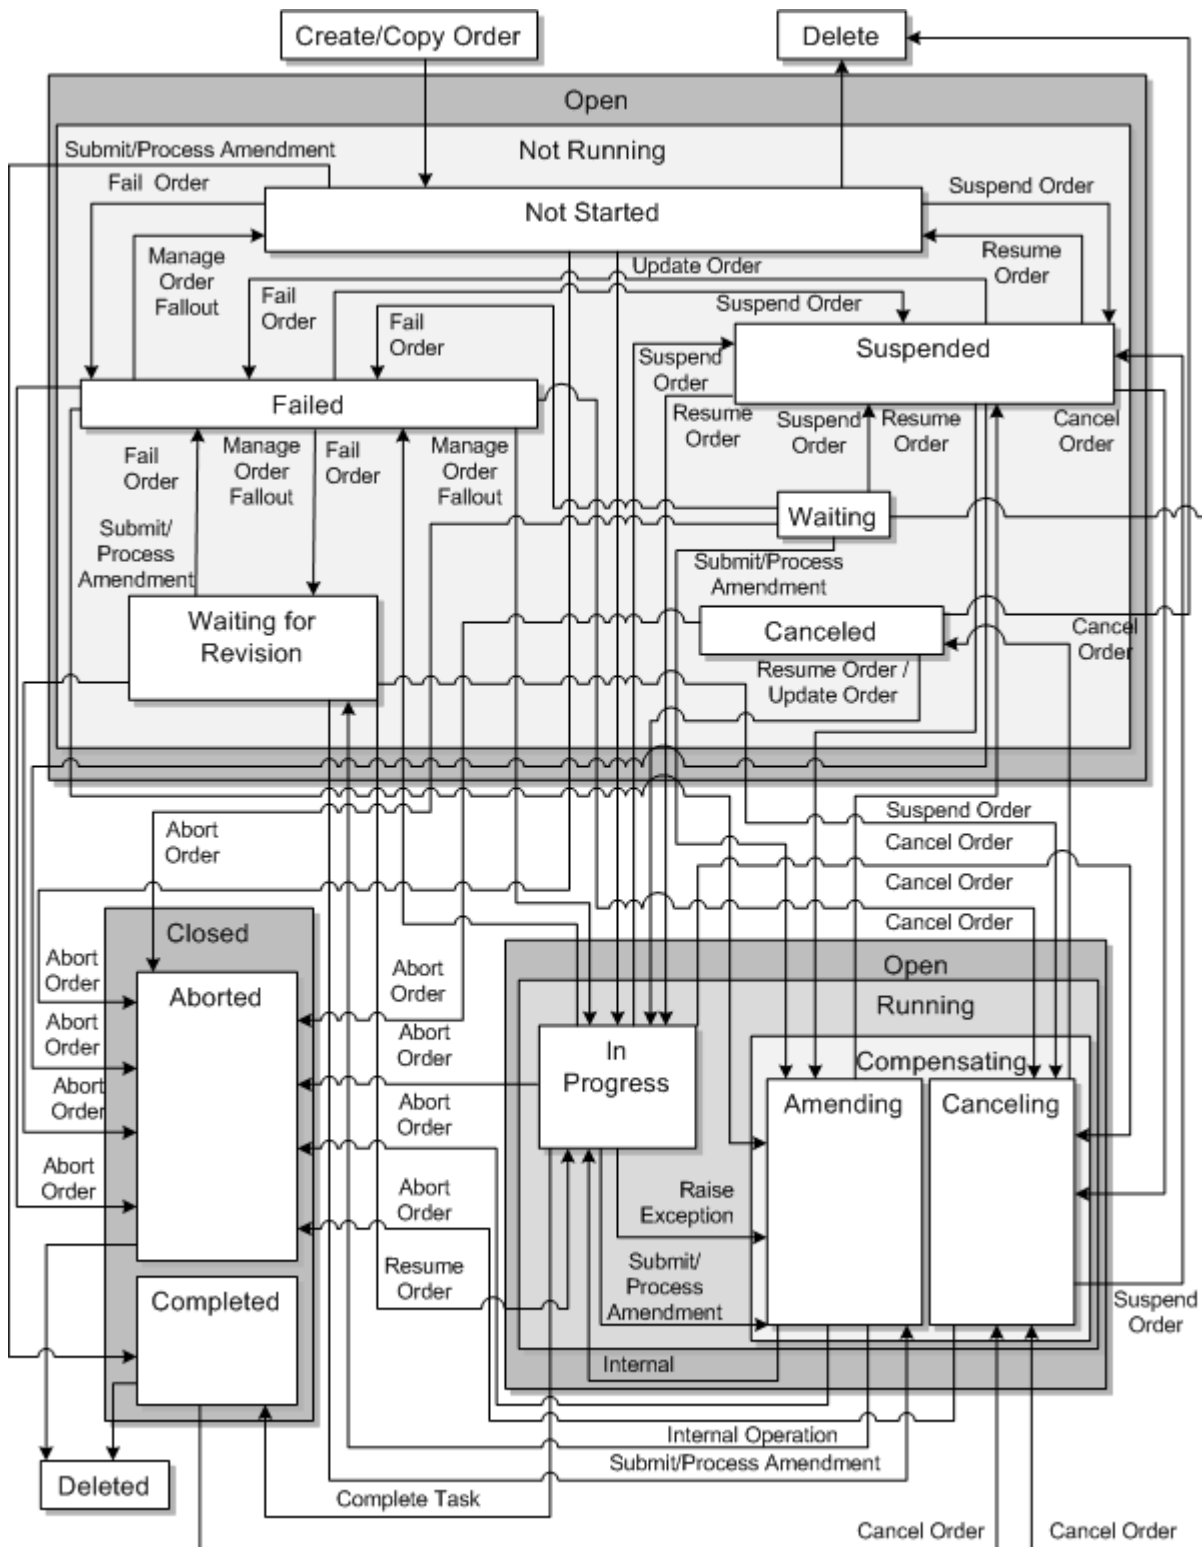 Create/Copy Order
Delete
Open
Submit/Process Amendment
Not Running
Fail Order
Suspend Order
Not Started
Manage
Order
Fallout
Update Order
Resume
Order
Fail
Order
Suspend Order
Fail
Order
Suspended
Suspend
Order
Failed
Resume
Order
Suspend
Order
Resume
Order
Cancel
Order
Fail
Order
Manage
Order
Fallout
Fail
Order
Manage
Order
Fallout
Waiting
Submit/
Process
Amendment
Submit/Process
Amendment
Waiting for
Revision
Canceled
Cancel
Order
Resume Order /
Update Order
Suspend Order
Abort
Order
Cancel Order
Cancel Order
Cancel Order
Closed
Open
Abort
Order
Aborted
Abort
Order
Running
Abort
Order
Abort
Order
In
Progress
Compensating
Abort
Order
Abort
Order
Amending
Canceling
Abort
Order
Abort
Order
Raise
Exception
Resume
Order
Submit/
Process
Amendment
Completed
Suspend
Order
Internal
Internal Operation
Submit/Process Amendment
Deleted
Complete Task
Cancel Order
Cancel Order